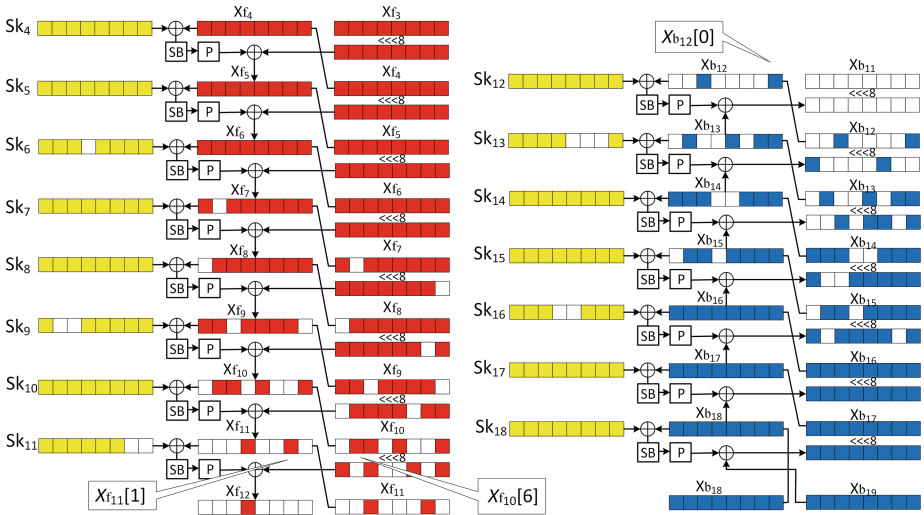 Sk4 Xf4 Xf3
<<<8
SB P
Sk5 Xf5 Xf4
<<<8
SB P
Sk6 Xf6 Xf5
<<<8
SB P
Sk7 Xf7 Xf6
<<<8
SB P
Sk8 Xf8 Xf7
<<<8
SB P
Sk9 Xf9 Xf8
<<<8
SB P
Sk10 Xf10 Xf9
<<<8
SB P
Sk11 Xf11 Xf10
<<<8
SB P
Xf12 Xf11
Xf11[1]
Xf10[6]
Xb12[0]
Sk12 Xb12 Xb11
<<<8
SB P
Sk13 Xb13 Xb12
<<<8
SB P
Sk14 Xb14 Xb13
<<<8
SB P
Sk15 Xb15 Xb14
<<<8
SB P
Sk16 Xb16 Xb15
<<<8
SB P
Sk17 Xb17 Xb16
<<<8
SB P
Sk18 Xb18 Xb17
<<<8
SB P
Xb18 Xb19